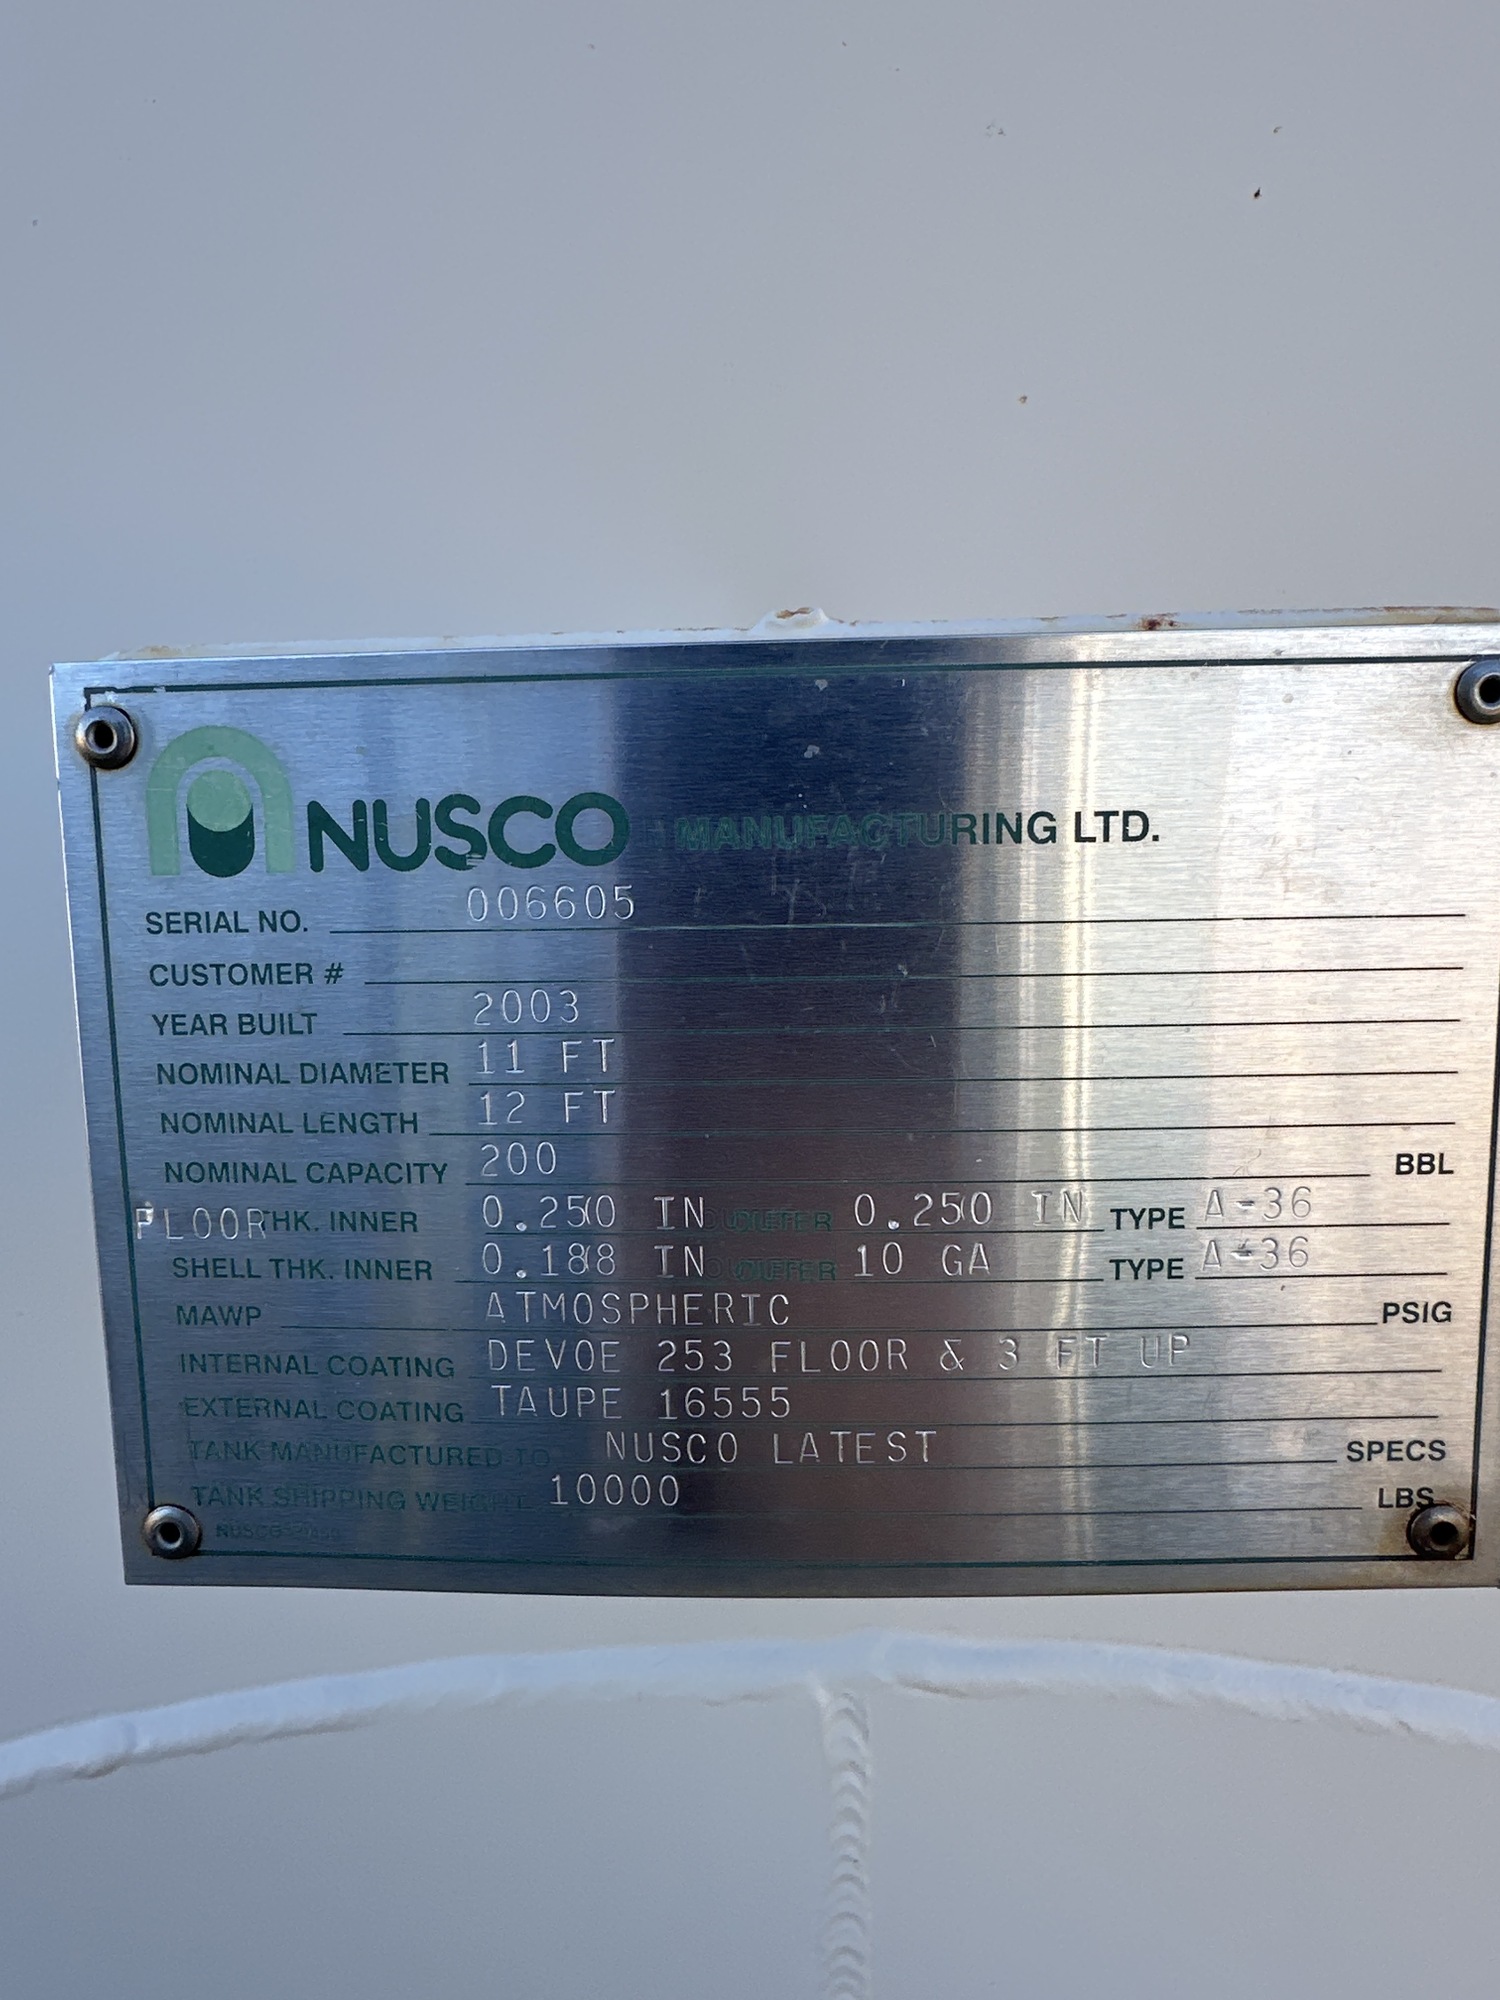 NUSCO MANUFACTURING LTD.
SERIAL NO. 006605
CUSTOMER #
YEAR BUILT 2003
NOMINAL DIAMETER 11 FT
NOMINAL LENGTH 12 FT
NOMINAL CAPACITY 200 BBL
FLOOR THK. INNER 0.250 IN OUTER 0.250 IN TYPE A-36
SHELL THK. INNER 0.188 IN OUTER 10 GA TYPE A-36
MAWP ATMOSPHERIC PSIG
INTERNAL COATING DEVOE 253 FLOOR & 3 FT UP
EXTERNAL COATING TAUPE 16555
TANK MANUFACTURED TO NUSCO LATEST SPECS
TANK SHIPPING WEIGHT 10000 LBS